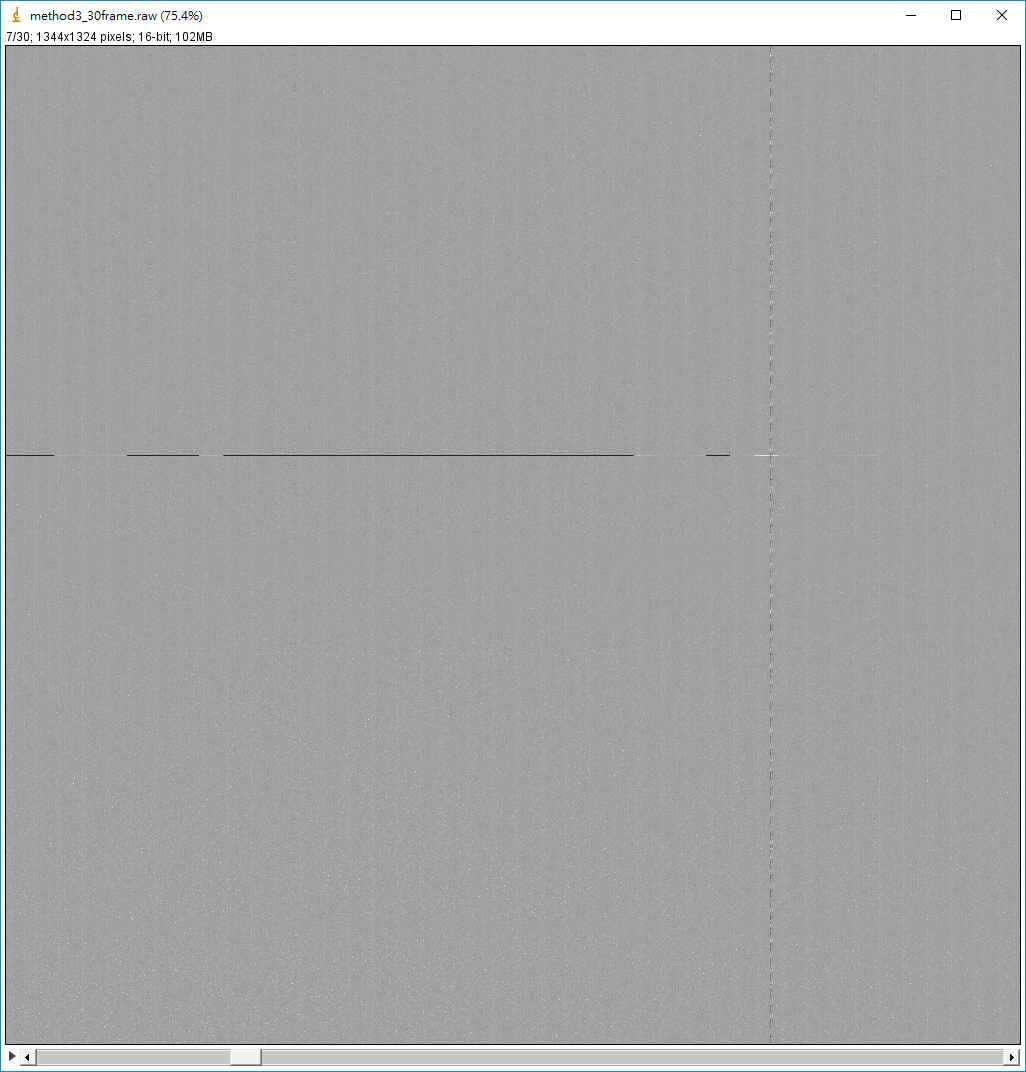 method3_30frame.raw (75.4%)
7/30; 1344x1324 pixels; 16-bit; 102MB